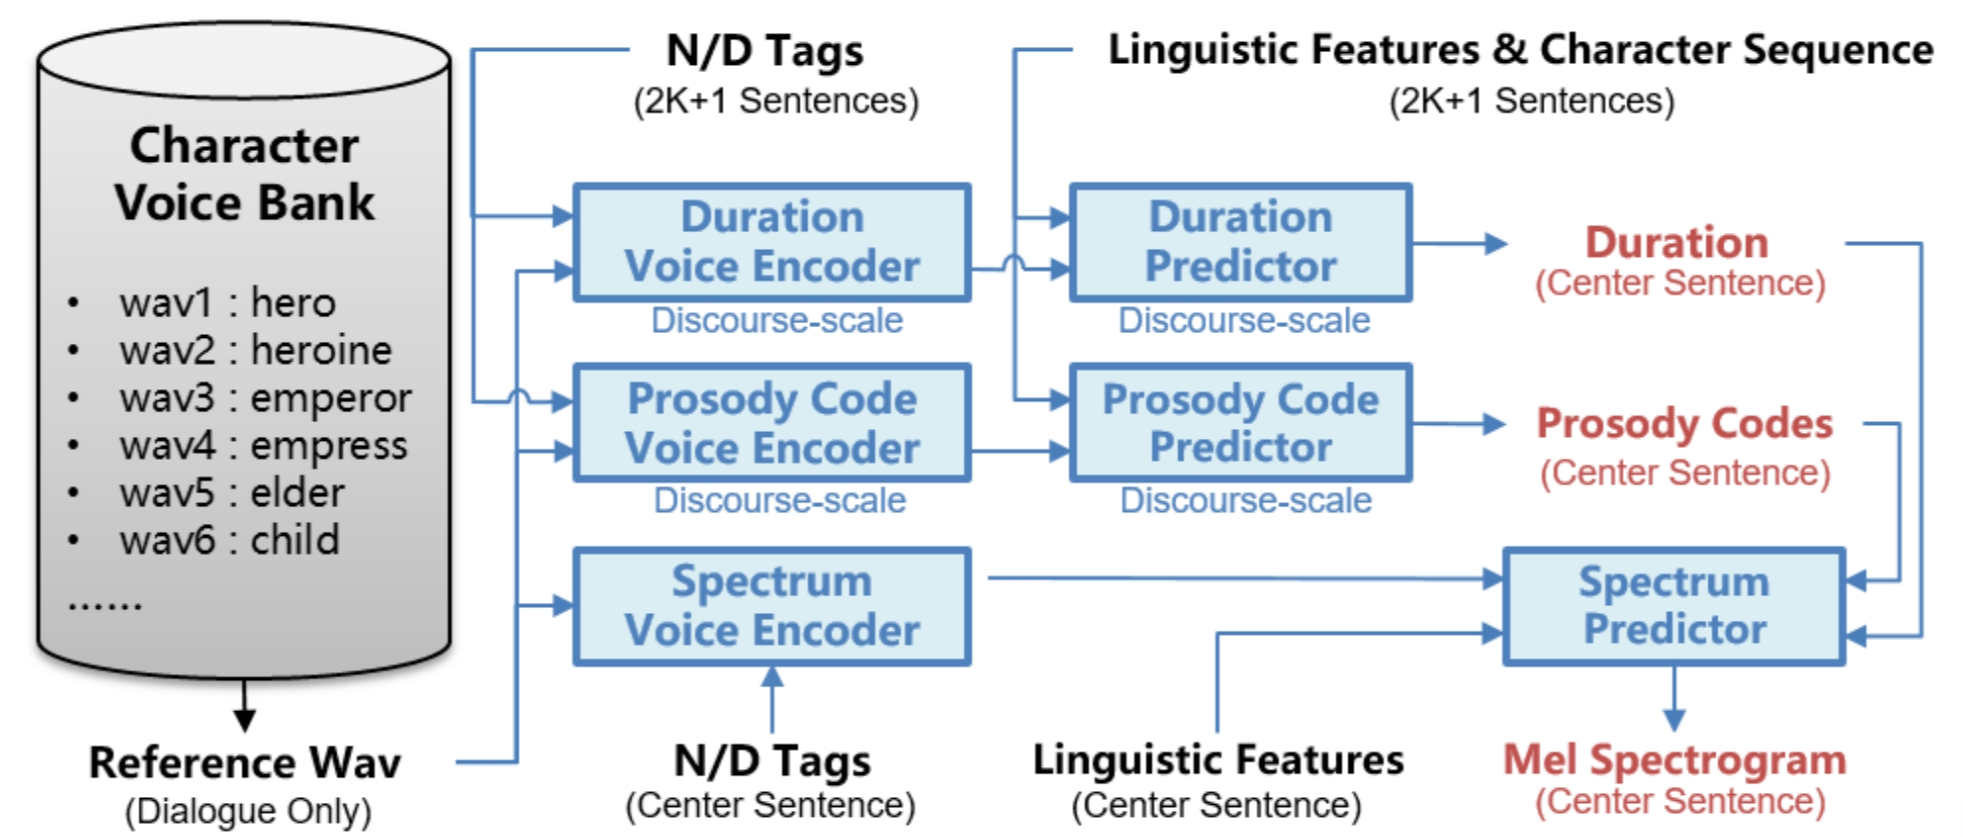 Character
Voice Bank
• wav1 : hero
• wav2 : heroine
• wav3 : emperor
• wav4 : empress
• wav5 : elder
• wav6 : child
......
Reference Wav
(Dialogue Only)
N/D Tags
(2K+1 Sentences)
Linguistic Features & Character Sequence
(2K+1 Sentences)
Duration
Voice Encoder
Discourse-scale
Duration
Predictor
Discourse-scale
Duration
(Center Sentence)
Prosody Code
Voice Encoder
Discourse-scale
Prosody Code
Predictor
Discourse-scale
Prosody Codes
(Center Sentence)
Spectrum
Voice Encoder
Spectrum
Predictor
N/D Tags
(Center Sentence)
Linguistic Features
(Center Sentence)
Mel Spectrogram
(Center Sentence)